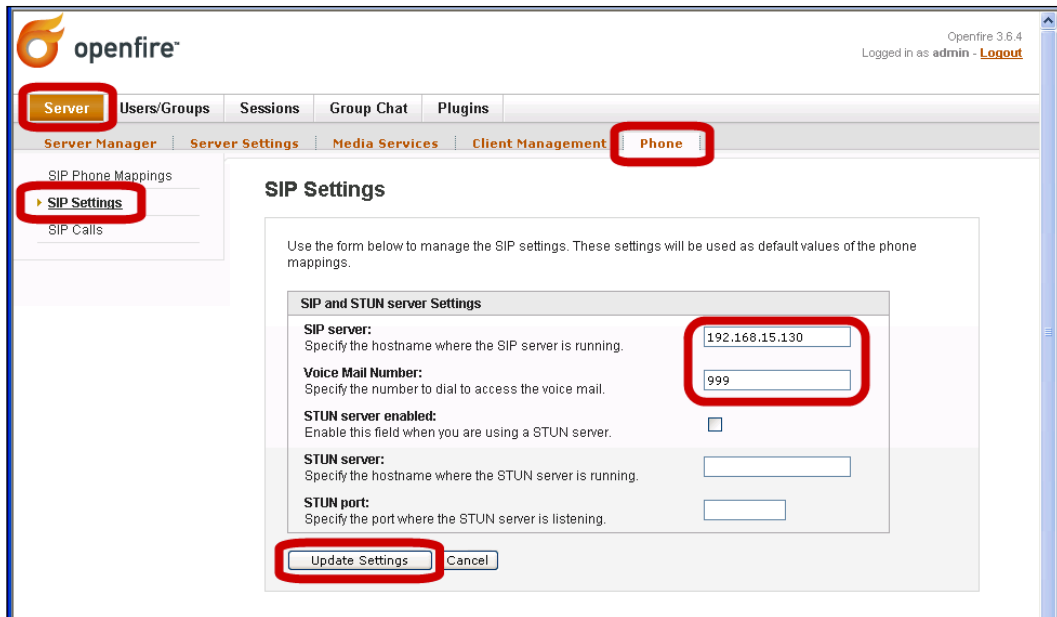 openfire™
Openfire 3.6.4
Logged in as admin - Logout
Server Users/Groups Sessions Group Chat Plugins
Server Manager Server Settings Media Services Client Management Phone
SIP Phone Mappings
SIP Settings
SIP Calls
SIP Settings
Use the form below to manage the SIP settings. These settings will be used as default values of the phone
mappings.
SIP and STUN server Settings
SIP server:
Specify the hostname where the SIP server is running.
192.168.15.130
Voice Mail Number:
Specify the number to dial to access the voice mail.
999
STUN server enabled:
Enable this field when you are using a STUN server.
STUN server:
Specify the hostname where the STUN server is running.
STUN port:
Specify the port where the STUN server is listening.
Update Settings Cancel